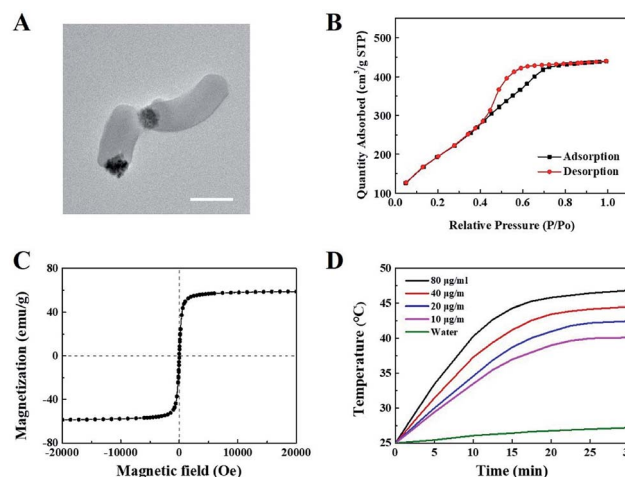 A
B
500
400
300
200
100
0.0 0.2 0.4 0.6 0.8 1.0
Quantity Adsorbed (cm³/g STP)
Relative Pressure (P/Po)
Adsorption
Desorption
C
80
40
0
-40
-80
-20000 -10000 0 10000 20000
Magnetization (emu/g)
Magnetic field (Oe)
D
50
45
40
35
30
25
0 5 10 15 20 25 30
Temperature (°C)
Time (min)
80 μg/ml
40 μg/m
20 μg/m
10 μg/m
Water